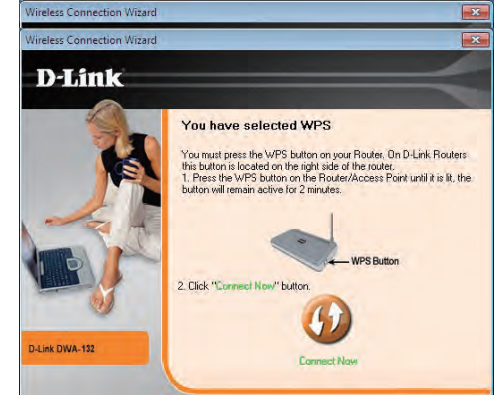 Wireless Connection Wizard
Wireless Connection Wizard
D-Link
You have selected WPS
You must press the WPS button on your Router. On D-Link Routers
this button is located on the right side of the router.
1. Press the WPS button on the Router/Access Point until it is lit, the
button will remain active for 2 minutes.
WPS Button
2. Click "Connect Now" button.
D-Link DWA-132
Connect Now